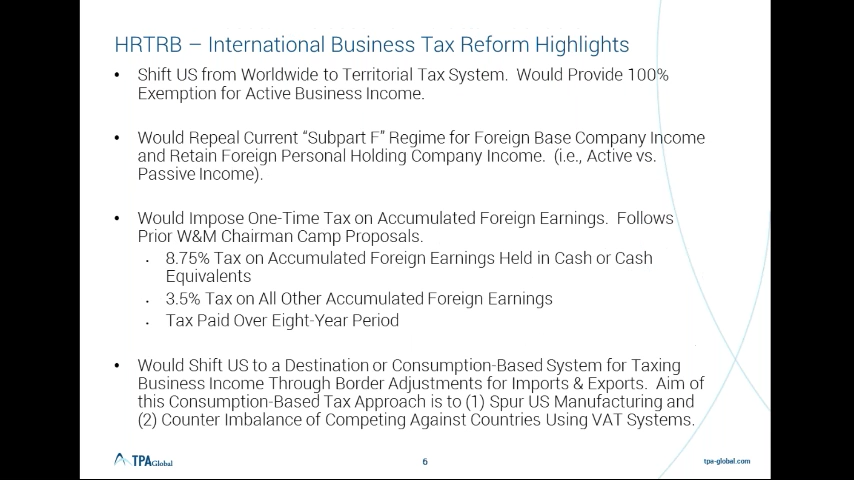 HRTRB – International Business Tax Reform Highlights
• Shift US from Worldwide to Territorial Tax System.  Would Provide 100%
Exemption for Active Business Income.
• Would Repeal Current “Subpart F” Regime for Foreign Base Company Income
and Retain Foreign Personal Holding Company Income.  (i.e., Active vs.
Passive Income).
• Would Impose One-Time Tax on Accumulated Foreign Earnings.  Follows
Prior W&M Chairman Camp Proposals.
• 8.75% Tax on Accumulated Foreign Earnings Held in Cash or Cash
Equivalents
• 3.5% Tax on All Other Accumulated Foreign Earnings
• Tax Paid Over Eight-Year Period
• Would Shift US to a Destination or Consumption-Based System for Taxing
Business Income Through Border Adjustments for Imports & Exports.  Aim of
this Consumption-Based Tax Approach is to (1) Spur US Manufacturing and
(2) Counter Imbalance of Competing Against Countries Using VAT Systems.
TPAGlobal
6
tpa-global.com